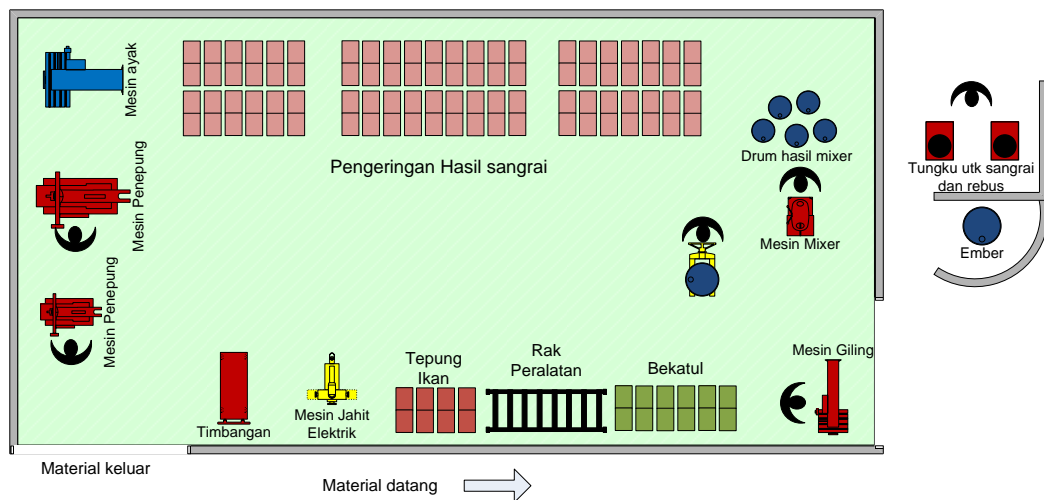 Mesin ayak
Mesin Penepung
Mesin Penepung
Pengeringan Hasil sangrai
Drum hasil mixer
Mesin Mixer
Tungku utk sangrai
dan rebus
Ember
Timbangan
Mesin Jahit
Elektrik
Tepung
Ikan
Rak
Peralatan
Bekatul
Mesin Giling
Material keluar
Material datang